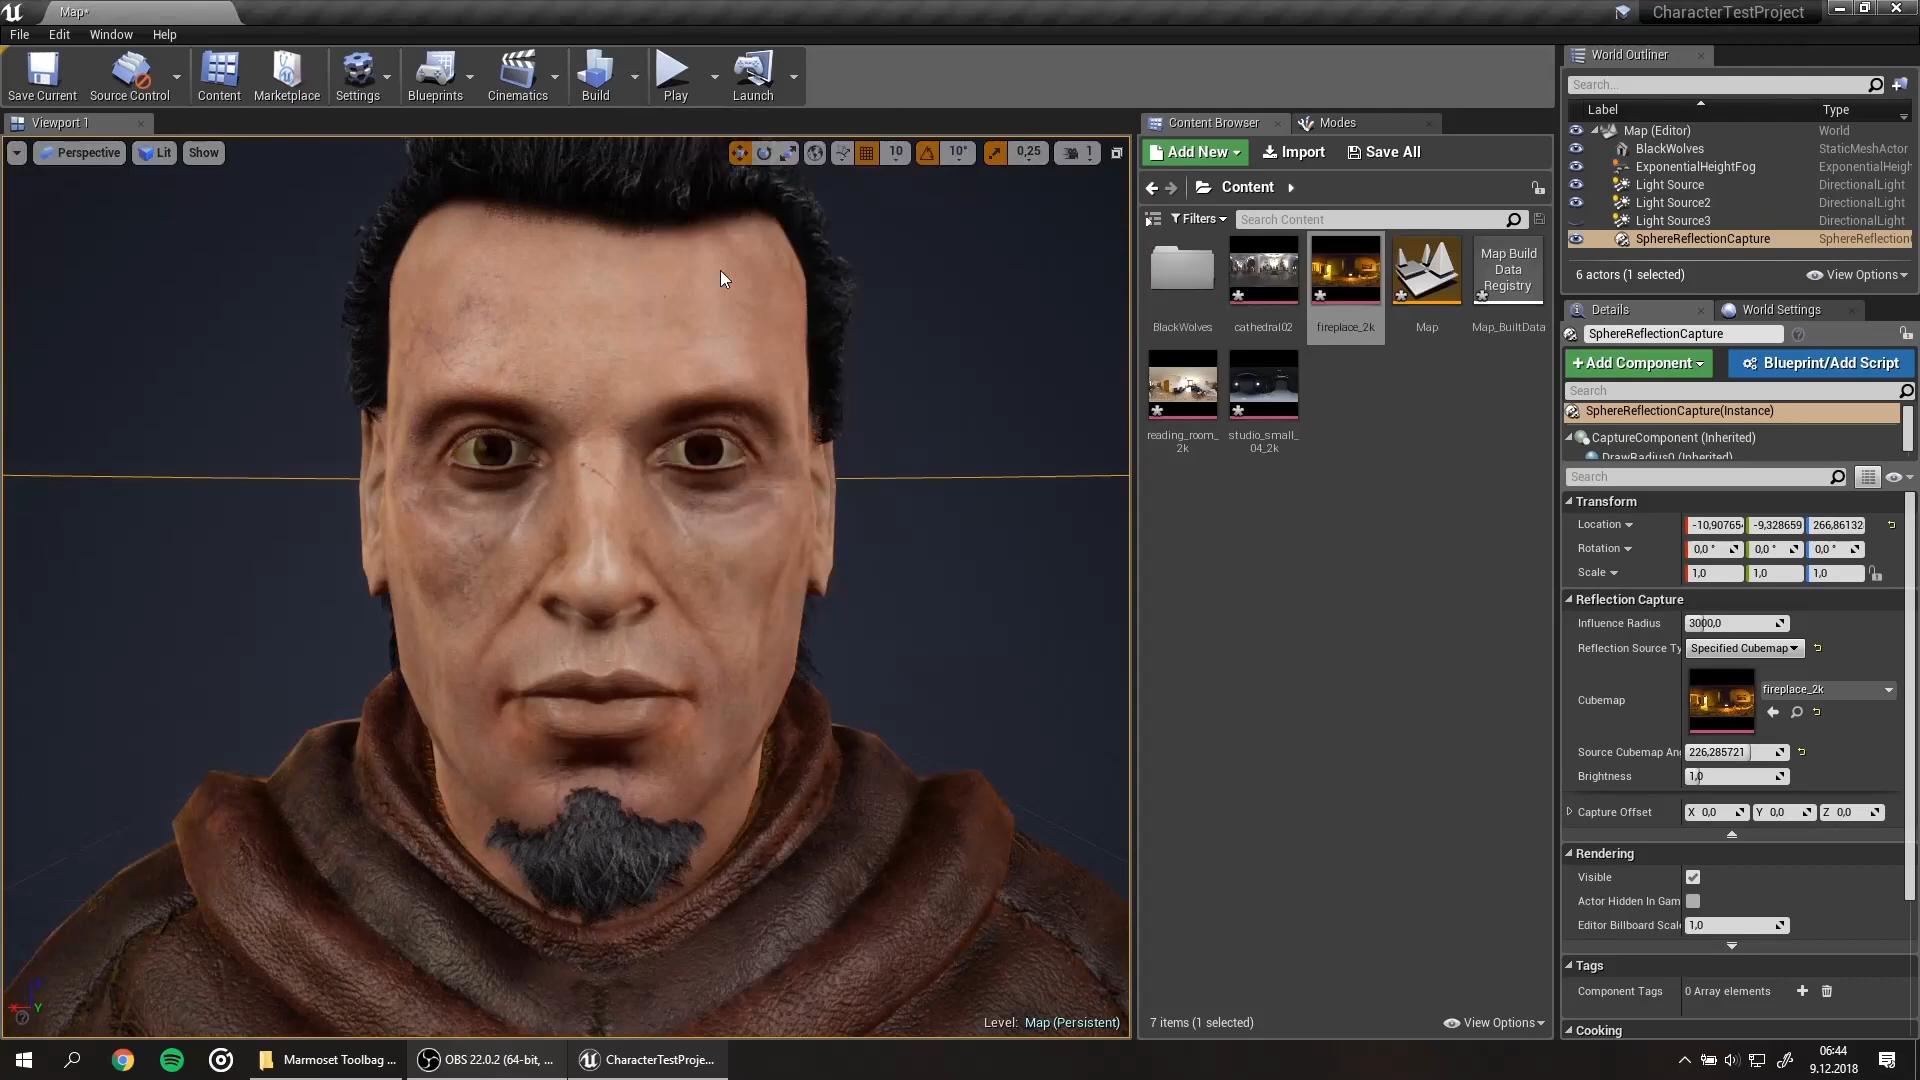 Map*
CharacterTestProject
File Edit Window Help
Save Current Source Control Content Marketplace Settings Blueprints Cinematics Build Play Launch
Viewport 1
Perspective Lit Show
10 10° 0,25 1
Level: Map (Persistent)
Content Browser Modes
Add New Import Save All
Content
Filters Search Content
BlackWolves cathedral02 fireplace_2k Map Map_BuiltData
Map Build
Data
Registry
reading_room_
2k
studio_small_
04_2k
7 items (1 selected) View Options
World Outliner
Search...
Label Type
Map (Editor) World
BlackWolves StaticMeshActor
ExponentialHeightFog ExponentialHeigh
Light Source DirectionalLight
Light Source2 DirectionalLight
Light Source3 DirectionalLight
SphereReflectionCapture SphereReflection
6 actors (1 selected) View Options
Details World Settings
SphereReflectionCapture
+Add Component Blueprint/Add Script
Search
SphereReflectionCapture(Instance)
CaptureComponent (Inherited)
DrawRadius0 (Inherited)
Search
Transform
Location -10,90765 -9,328659 266,86132
Rotation 0,0 ° 0,0 ° 0,0 °
Scale 1,0 1,0 1,0
Reflection Capture
Influence Radius 3000,0
Reflection Source Ty Specified Cubemap
Cubemap fireplace_2k
Source Cubemap An 226,285721
Brightness 1,0
Capture Offset X 0,0 Y 0,0 Z 0,0
Rendering
Visible
Actor Hidden In Gam
Editor Billboard Scal 1,0
Tags
Component Tags 0 Array elements
Cooking
Marmoset Toolbag ... OBS 22.0.2 (64-bit, ... CharacterTestProje...
06:44
9.12.2018